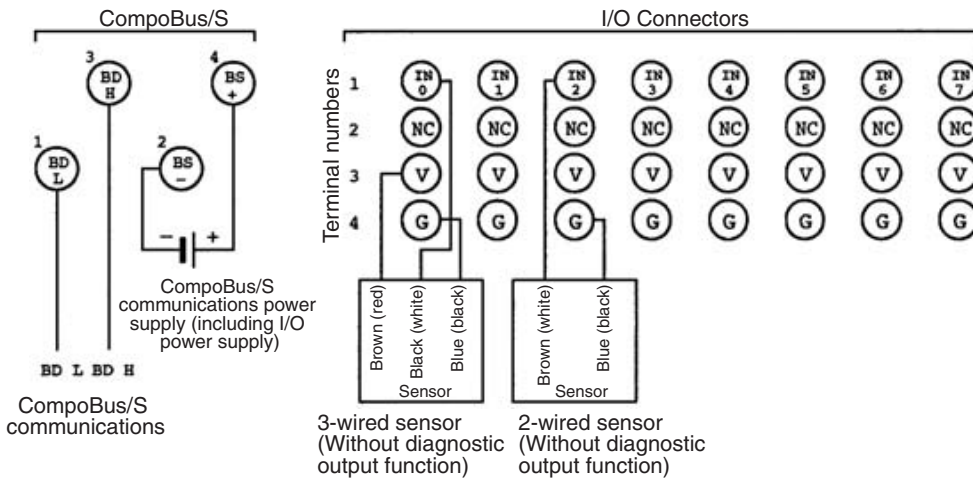 CompoBus/S
I/O Connectors
1
BD
L
2
BS
−
3
BD
H
4
BS
+
− +
CompoBus/S
communications power
supply (including I/O
power supply)
BD L BD H
CompoBus/S
communications
Terminal numbers
1
IN
0
IN
1
IN
2
IN
3
IN
4
IN
5
IN
6
IN
7
2
NC NC NC NC NC NC NC NC
3
V V V V V V V V
4
G G G G G G G G
Brown (red)
Black (white)
Blue (black)
Sensor
Brown (white)
Blue (black)
Sensor
3-wired sensor
(Without diagnostic
output function)
2-wired sensor
(Without diagnostic
output function)